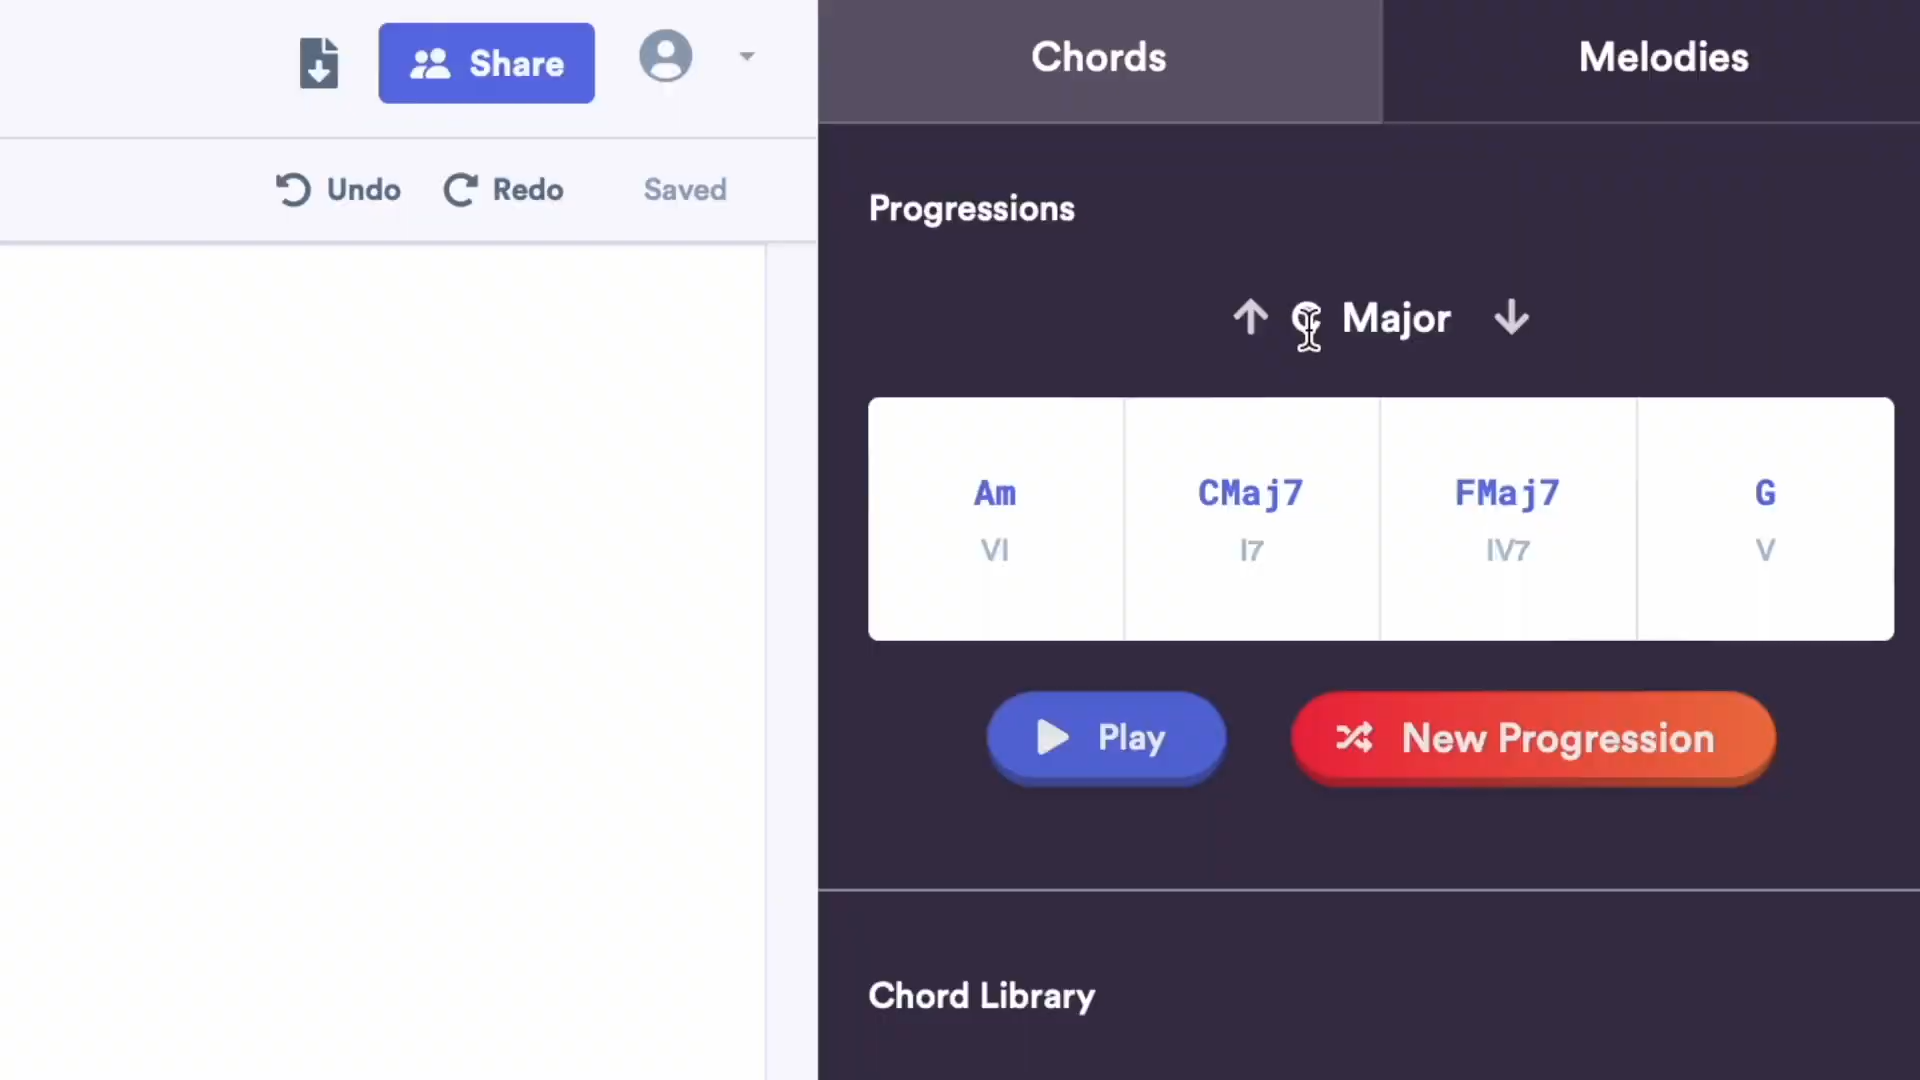 Share
Undo Redo Saved
Chords Melodies
Progressions
C Major
Am CMaj7 FMaj7 G
VI I7 IV7 V
Play New Progression
Chord Library